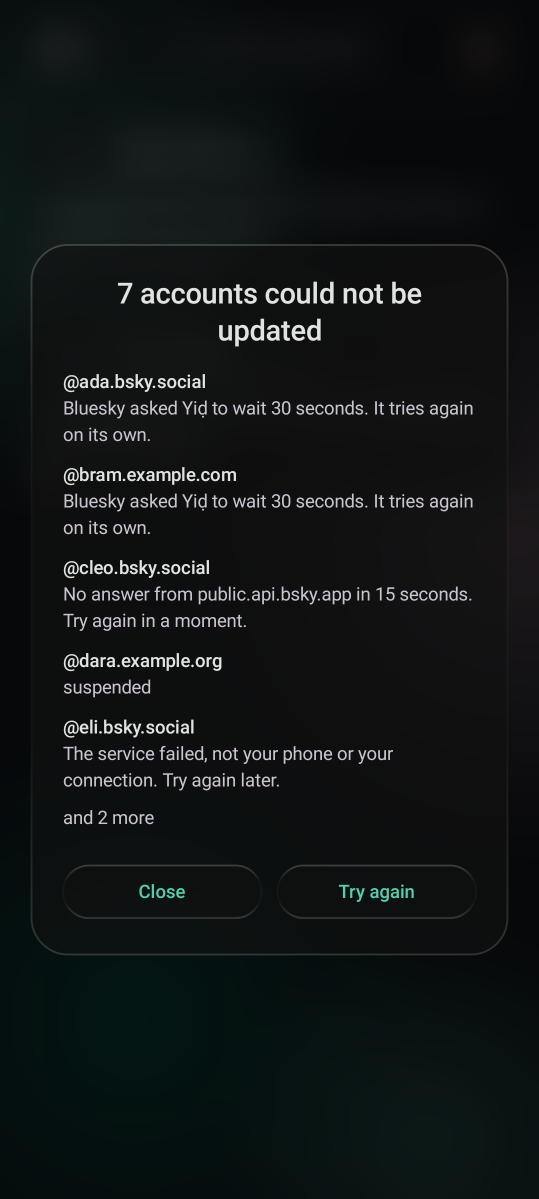 7 accounts could not be
updated
@ada.bsky.social
Bluesky asked Yiḍ to wait 30 seconds. It tries again
on its own.
@bram.example.com
Bluesky asked Yiḍ to wait 30 seconds. It tries again
on its own.
@cleo.bsky.social
No answer from public.api.bsky.app in 15 seconds.
Try again in a moment.
@dara.example.org
suspended
@eli.bsky.social
The service failed, not your phone or your
connection. Try again later.
and 2 more
Close
Try again